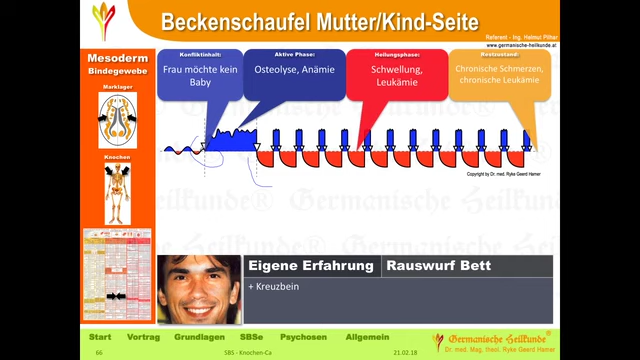 Beckenschaufel Mutter/Kind-Seite
Referent - Ing. Helmut Pilhar
www.germanische-heilkunde.at
Mesoderm
Bindegewebe
Marklager
Knochen
Konfliktinhalt:
Frau möchte kein
Baby
Aktive Phase:
Osteolyse, Anämie
Heilungsphase:
Schwellung,
Leukämie
Restzustand:
Chronische Schmerzen,
chronische Leukämie
Copyright by Dr. med. Ryke Geerd Hamer
Germanische Heilkunde®
Eigene Erfahrung
Rauswurf Bett
+ Kreuzbein
Start Vortrag Grundlagen SBSe Psychosen Allgemein
Germanische Heilkunde®
Dr. med. Mag. theol. Ryke Geerd Hamer
66 SBS - Knochen-Ca 21.02.18